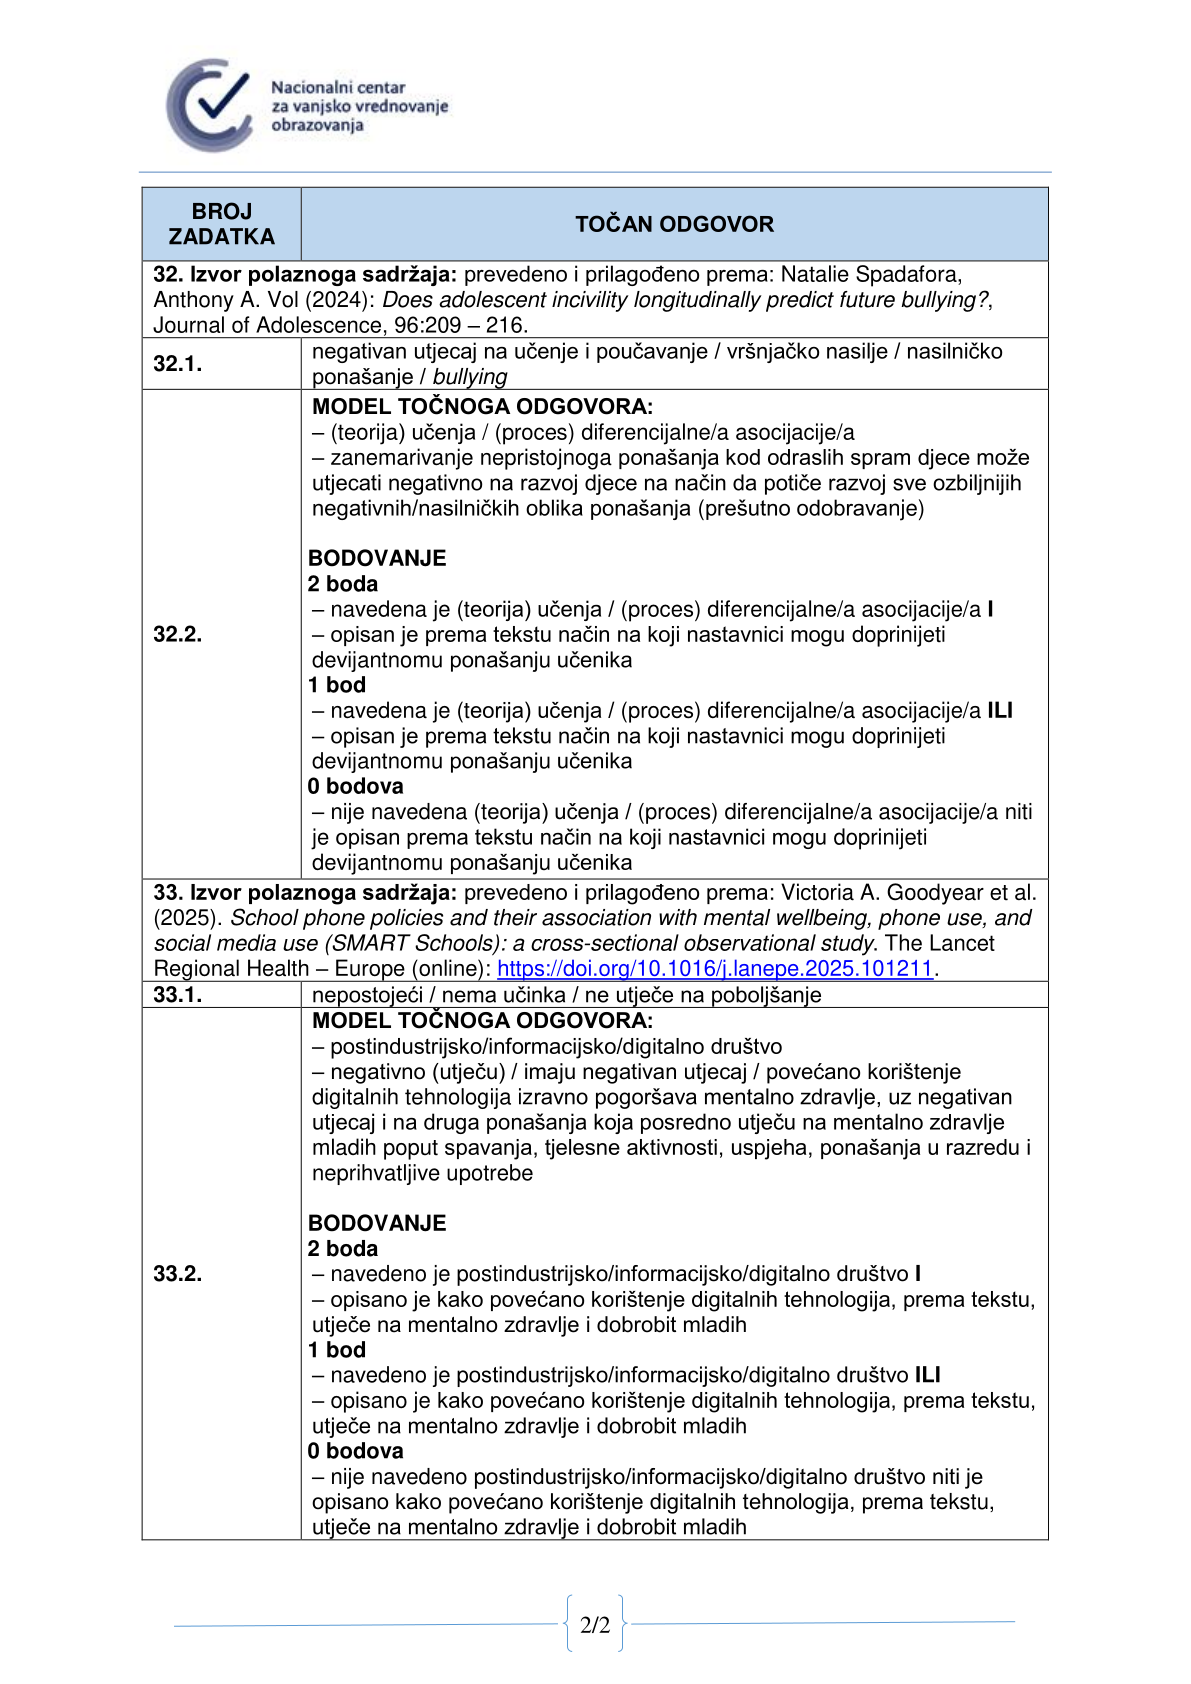 Nacionalni centar
za vanjsko vrednovanje
obrazovanja
BROJ
ZADATKA
TOČAN ODGOVOR
32. Izvor polaznoga sadržaja: prevedeno i prilagođeno prema: Natalie Spadafora,
Anthony A. Vol (2024): Does adolescent incivility longitudinally predict future bullying?,
Journal of Adolescence, 96:209 – 216.
32.1.
negativan utjecaj na učenje i poučavanje / vršnjačko nasilje / nasilničko
ponašanje / bullying
32.2.
MODEL TOČNOGA ODGOVORA:
– (teorija) učenja / (proces) diferencijalne/a asocijacije/a
– zanemarivanje nepristojnoga ponašanja kod odraslih spram djece može
utjecati negativno na razvoj djece na način da potiče razvoj sve ozbiljnijih
negativnih/nasilničkih oblika ponašanja (prešutno odobravanje)
BODOVANJE
2 boda
– navedena je (teorija) učenja / (proces) diferencijalne/a asocijacije/a I
– opisan je prema tekstu način na koji nastavnici mogu doprinijeti
devijantnomu ponašanju učenika
1 bod
– navedena je (teorija) učenja / (proces) diferencijalne/a asocijacije/a ILI
– opisan je prema tekstu način na koji nastavnici mogu doprinijeti
devijantnomu ponašanju učenika
0 bodova
– nije navedena (teorija) učenja / (proces) diferencijalne/a asocijacije/a niti
je opisan prema tekstu način na koji nastavnici mogu doprinijeti
devijantnomu ponašanju učenika
33. Izvor polaznoga sadržaja: prevedeno i prilagođeno prema: Victoria A. Goodyear et al.
(2025). School phone policies and their association with mental wellbeing, phone use, and
social media use (SMART Schools): a cross-sectional observational study. The Lancet
Regional Health – Europe (online): https://doi.org/10.1016/j.lanepe.2025.101211.
33.1.
nepostojeći / nema učinka / ne utječe na poboljšanje
33.2.
MODEL TOČNOGA ODGOVORA:
– postindustrijsko/informacijsko/digitalno društvo
– negativno (utječu) / imaju negativan utjecaj / povećano korištenje
digitalnih tehnologija izravno pogoršava mentalno zdravlje, uz negativan
utjecaj i na druga ponašanja koja posredno utječu na mentalno zdravlje
mladih poput spavanja, tjelesne aktivnosti, uspjeha, ponašanja u razredu i
neprihvatljive upotrebe
BODOVANJE
2 boda
– navedeno je postindustrijsko/informacijsko/digitalno društvo I
– opisano je kako povećano korištenje digitalnih tehnologija, prema tekstu,
utječe na mentalno zdravlje i dobrobit mladih
1 bod
– navedeno je postindustrijsko/informacijsko/digitalno društvo ILI
– opisano je kako povećano korištenje digitalnih tehnologija, prema tekstu,
utječe na mentalno zdravlje i dobrobit mladih
0 bodova
– nije navedeno postindustrijsko/informacijsko/digitalno društvo niti je
opisano kako povećano korištenje digitalnih tehnologija, prema tekstu,
utječe na mentalno zdravlje i dobrobit mladih
2/2